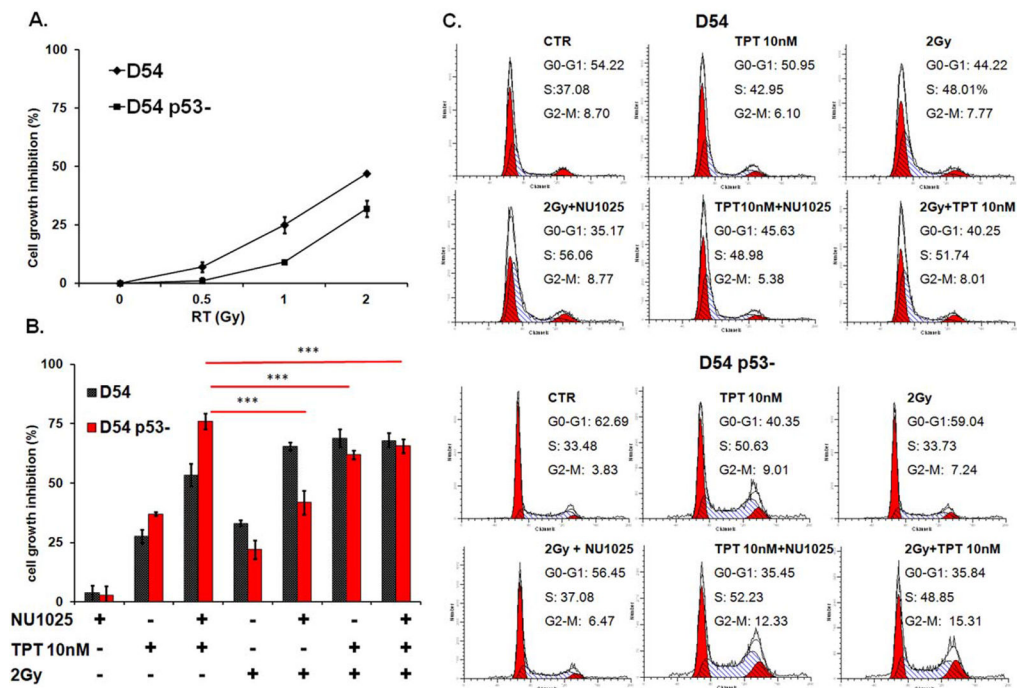 A.
Cell growth inhibition (%)
100
75
50
25
0
D54
D54 p53-
0 0.5 1 2
RT (Gy)
B.
cell growth inhibition (%)
100
75
50
25
0
D54
D54 p53-
***
***
***
NU1025 + - + - + - +
TPT 10nM - + + - - + +
2Gy - - - + + + +
C.
D54
CTR
G0-G1: 54.22
S:37.08
G2-M: 8.70
TPT 10nM
G0-G1: 50.95
S: 42.95
G2-M: 6.10
2Gy
G0-G1: 44.22
S: 48.01%
G2-M: 7.77
2Gy+NU1025
G0-G1: 35.17
S: 56.06
G2-M: 8.77
TPT10nM+NU1025
G0-G1: 45.63
S: 48.98
G2-M: 5.38
2Gy+TPT 10nM
G0-G1: 40.25
S: 51.74
G2-M: 8.01
D54 p53-
CTR
G0-G1: 62.69
S: 33.48
G2-M: 3.83
TPT 10nM
G0-G1: 40.35
S: 50.63
G2-M: 9.01
2Gy
G0-G1:59.04
S: 33.73
G2-M: 7.24
2Gy + NU1025
G0-G1: 56.45
S: 37.08
G2-M: 6.47
TPT 10nM+NU1025
G0-G1: 35.45
S: 52.23
G2-M: 12.33
2Gy+TPT 10nM
G0-G1: 35.84
S: 48.85
G2-M: 15.31